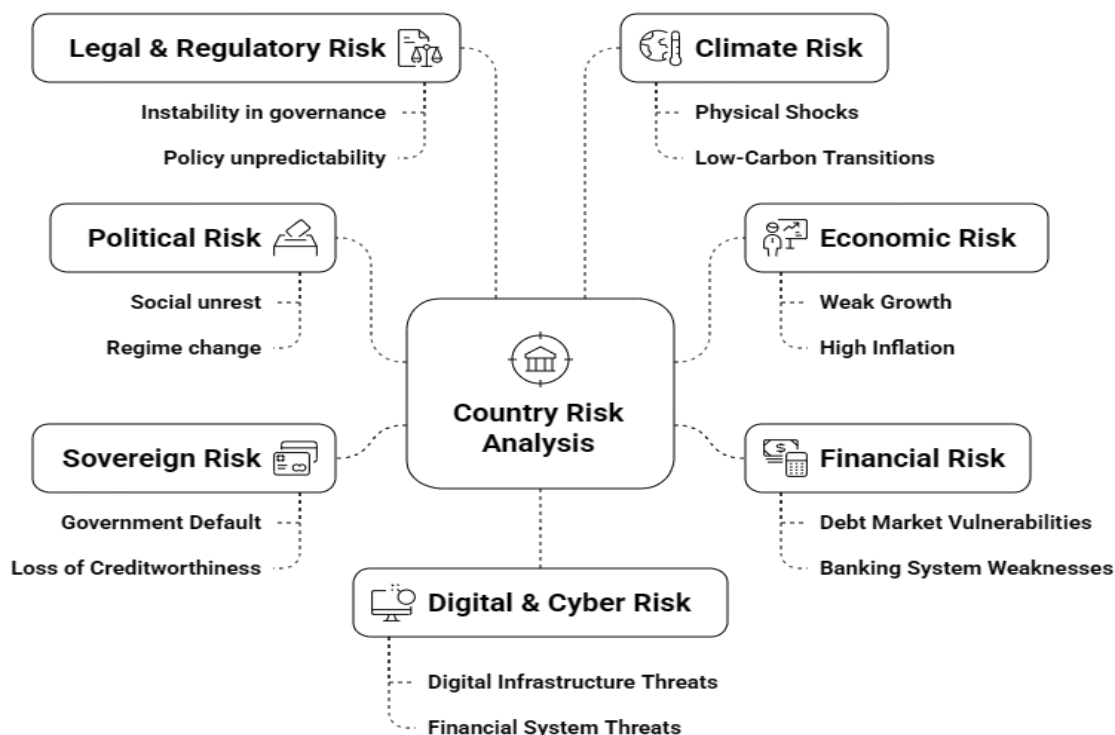 Legal & Regulatory Risk
Instability in governance
Policy unpredictability
Climate Risk
Physical Shocks
Low-Carbon Transitions
Political Risk
Social unrest
Regime change
Economic Risk
Weak Growth
High Inflation
Country Risk
Analysis
Sovereign Risk
Government Default
Loss of Creditworthiness
Financial Risk
Debt Market Vulnerabilities
Banking System Weaknesses
Digital & Cyber Risk
Digital Infrastructure Threats
Financial System Threats